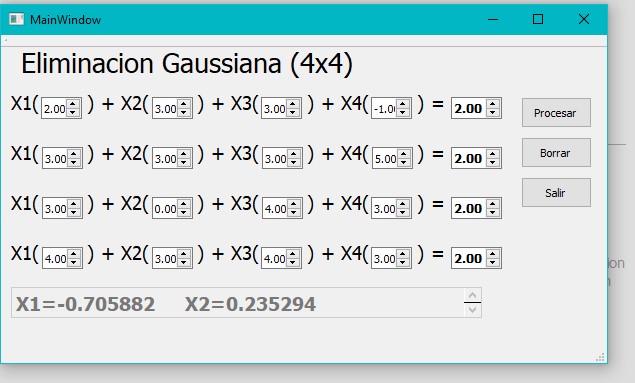 MainWindow
Eliminacion Gaussiana (4x4)
X1( 2.00 ) + X2( 3.00 ) + X3( 3.00 ) + X4( -1.0 ) = 2.00 Procesar
X1( 3.00 ) + X2( 3.00 ) + X3( 3.00 ) + X4( 5.00 ) = 2.00 Borrar
X1( 3.00 ) + X2( 0.00 ) + X3( 4.00 ) + X4( 3.00 ) = 2.00 Salir
X1( 4.00 ) + X2( 3.00 ) + X3( 4.00 ) + X4( 3.00 ) = 2.00
X1=-0.705882 X2=0.235294